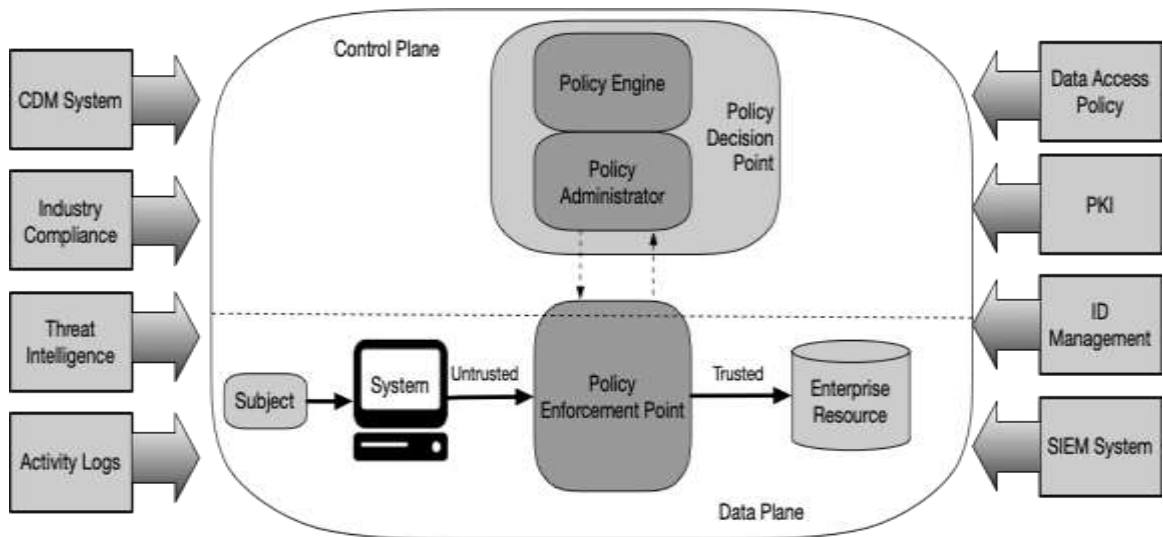 Control Plane
CDM System
Industry
Compliance
Threat
Intelligence
Activity Logs
Policy Engine
Policy
Administrator
Policy
Decision
Point
Subject
System
Untrusted
Policy
Enforcement Point
Trusted
Enterprise
Resource
Data Plane
Data Access
Policy
PKI
ID
Management
SIEM System